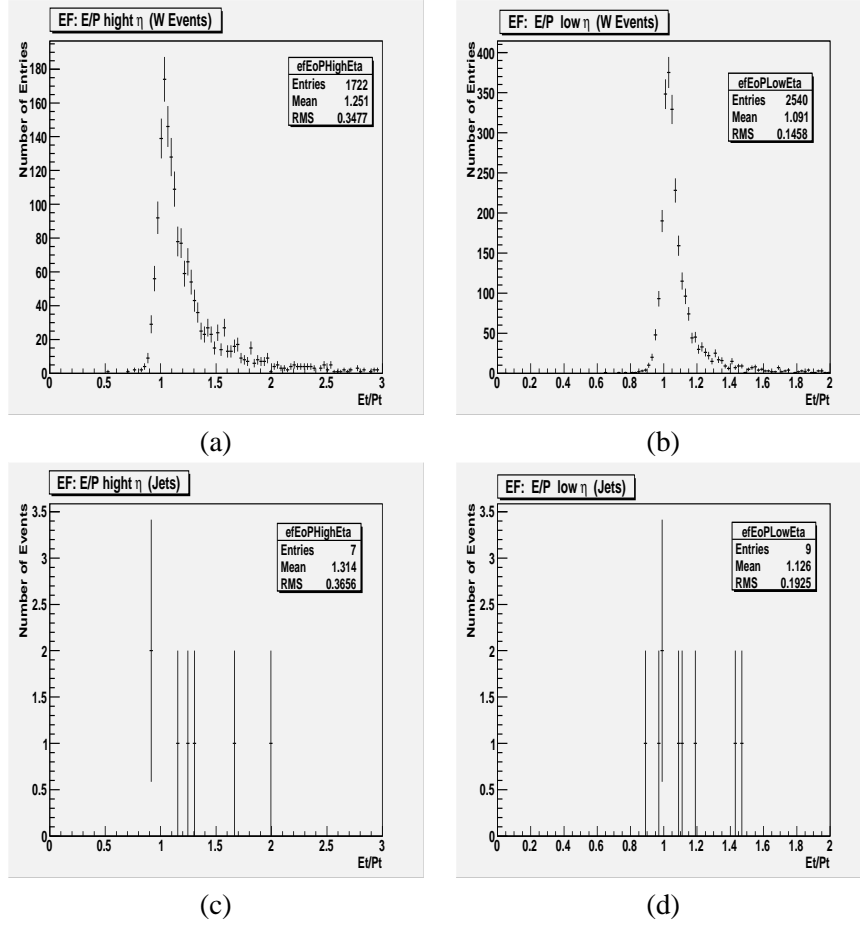 EF: E/P hight η (W Events)
efEoPHighEta
Entries 1722
Mean 1.251
RMS 0.3477
Number of Entries
180
160
140
120
100
80
60
40
20
0
0 0.5 1 1.5 2 2.5 3
Et/Pt
(a)
EF: E/P low η (W Events)
efEoPLowEta
Entries 2540
Mean 1.091
RMS 0.1458
Number of Entries
400
350
300
250
200
150
100
50
0
0 0.2 0.4 0.6 0.8 1 1.2 1.4 1.6 1.8 2
Et/Pt
(b)
EF: E/P hight η (Jets)
efEoPHighEta
Entries 7
Mean 1.314
RMS 0.3656
Number of Events
3.5
3
2.5
2
1.5
1
0.5
0
0 0.5 1 1.5 2 2.5 3
Et/Pt
(c)
EF: E/P low η (Jets)
efEoPLowEta
Entries 9
Mean 1.126
RMS 0.1925
Number of Events
3.5
3
2.5
2
1.5
1
0.5
0
0 0.2 0.4 0.6 0.8 1 1.2 1.4 1.6 1.8 2
Et/Pt
(d)